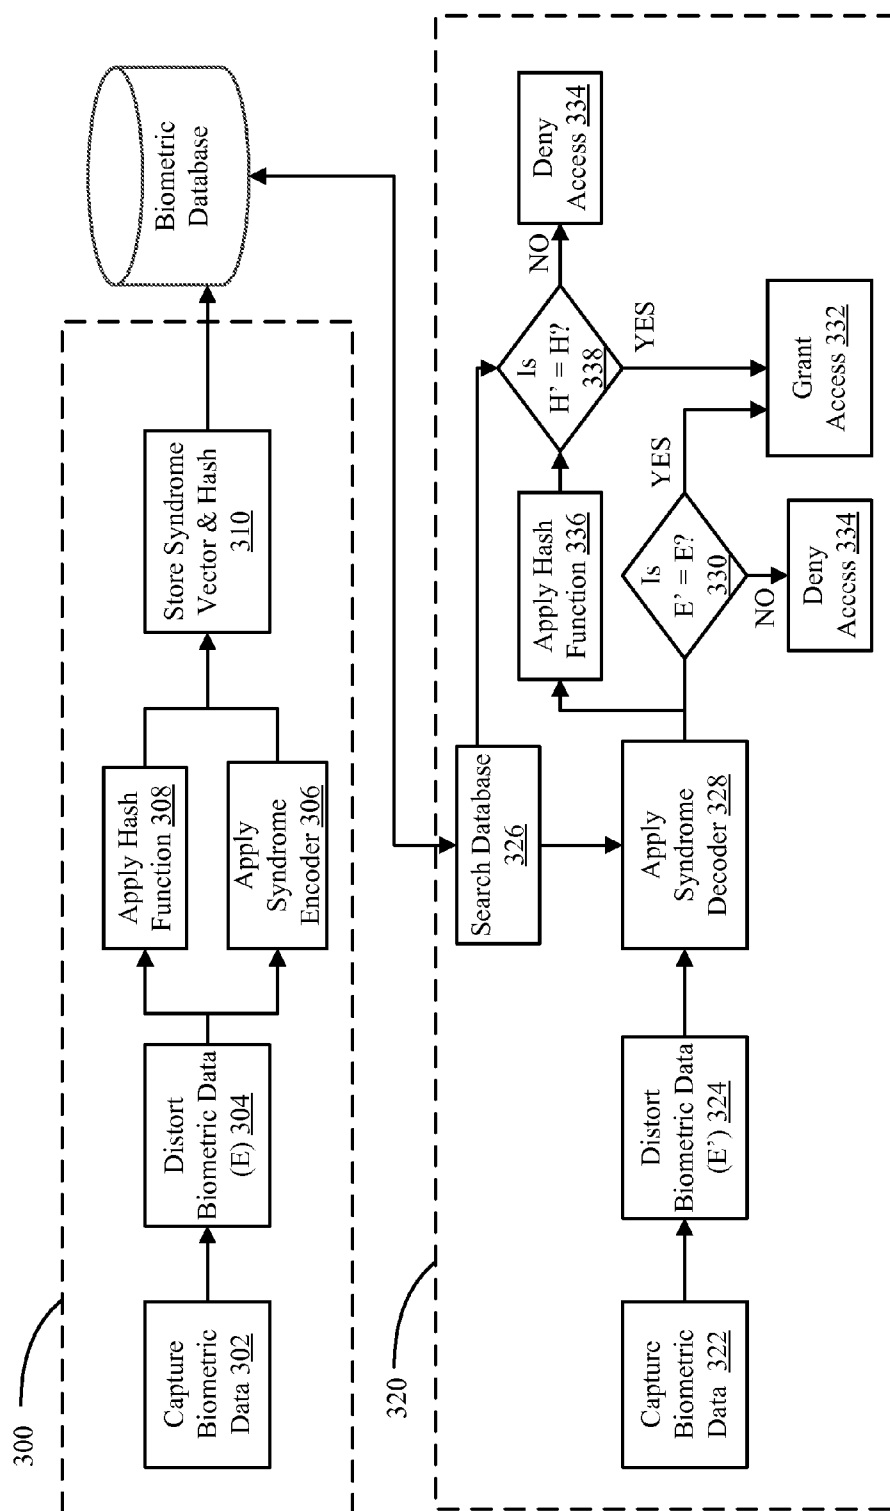 300
Capture
Biometric
Data 302
Distort
Biometric Data
(E) 304
Apply Hash
Function 308
Apply
Syndrome
Encoder 306
Store Syndrome
Vector & Hash
310
Biometric
Database
320
Capture
Biometric
Data 322
Distort
Biometric Data
(E') 324
Search Database
326
Apply
Syndrome
Decoder 328
Apply Hash
Function 336
Is
H' = H?
338
NO
Deny
Access 334
YES
Is
E' = E?
330
YES
Grant
Access 332
NO
Deny
Access 334